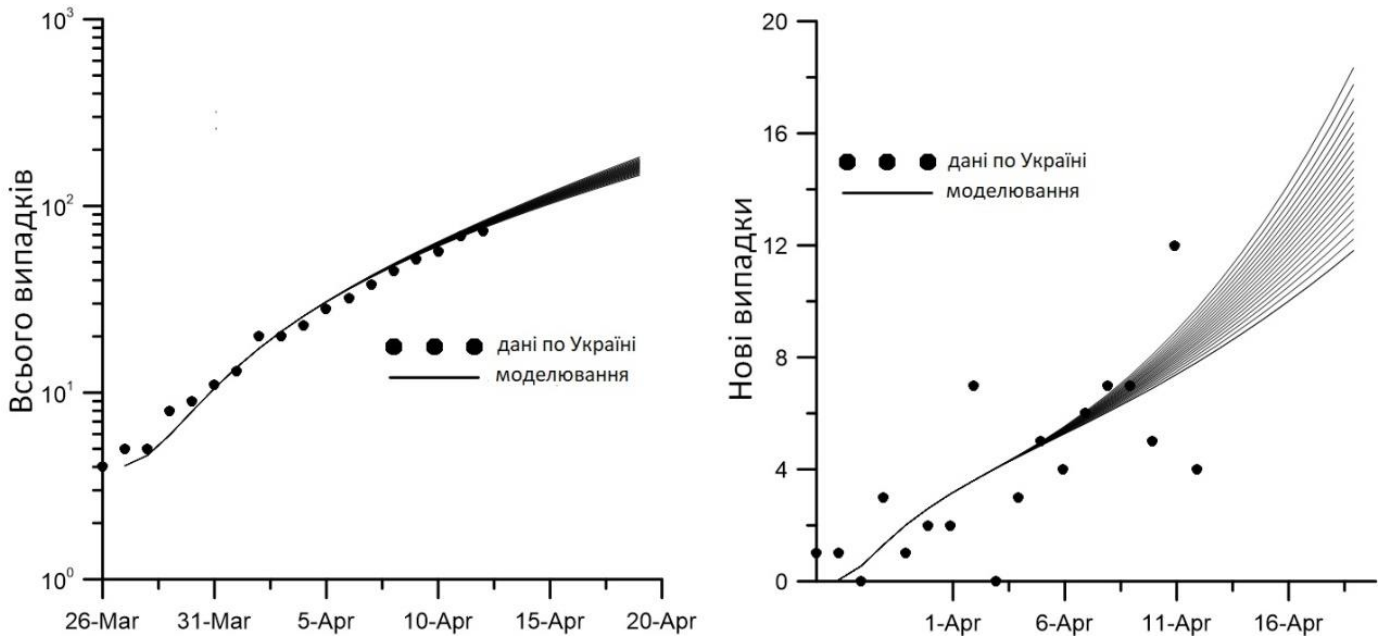 10³
10²
10¹
10⁰
Всього випадків
дані по Україні
моделювання
26-Mar 31-Mar 5-Apr 10-Apr 15-Apr 20-Apr
20
16
12
8
4
0
Нові випадки
дані по Україні
моделювання
1-Apr 6-Apr 11-Apr 16-Apr